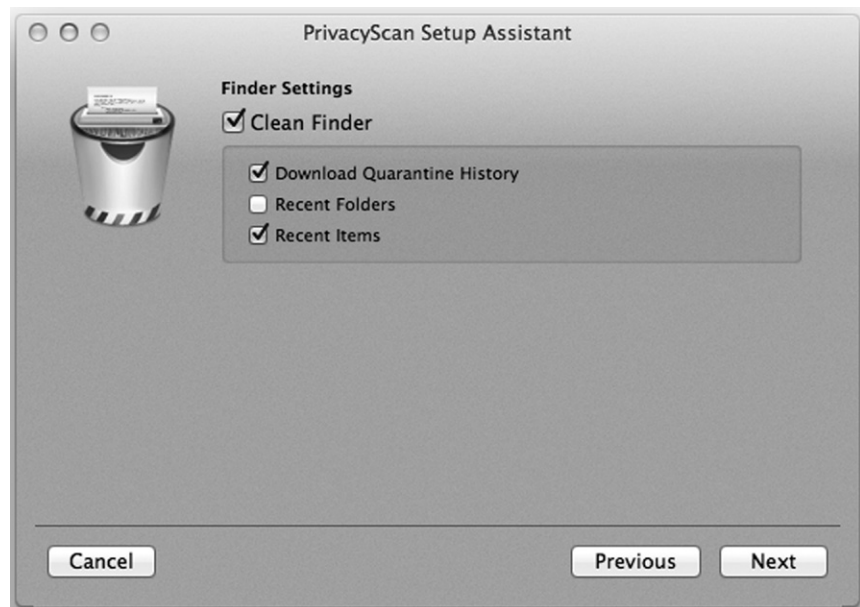 PrivacyScan Setup Assistant
Finder Settings
Clean Finder
Download Quarantine History
Recent Folders
Recent Items
Cancel
Previous
Next